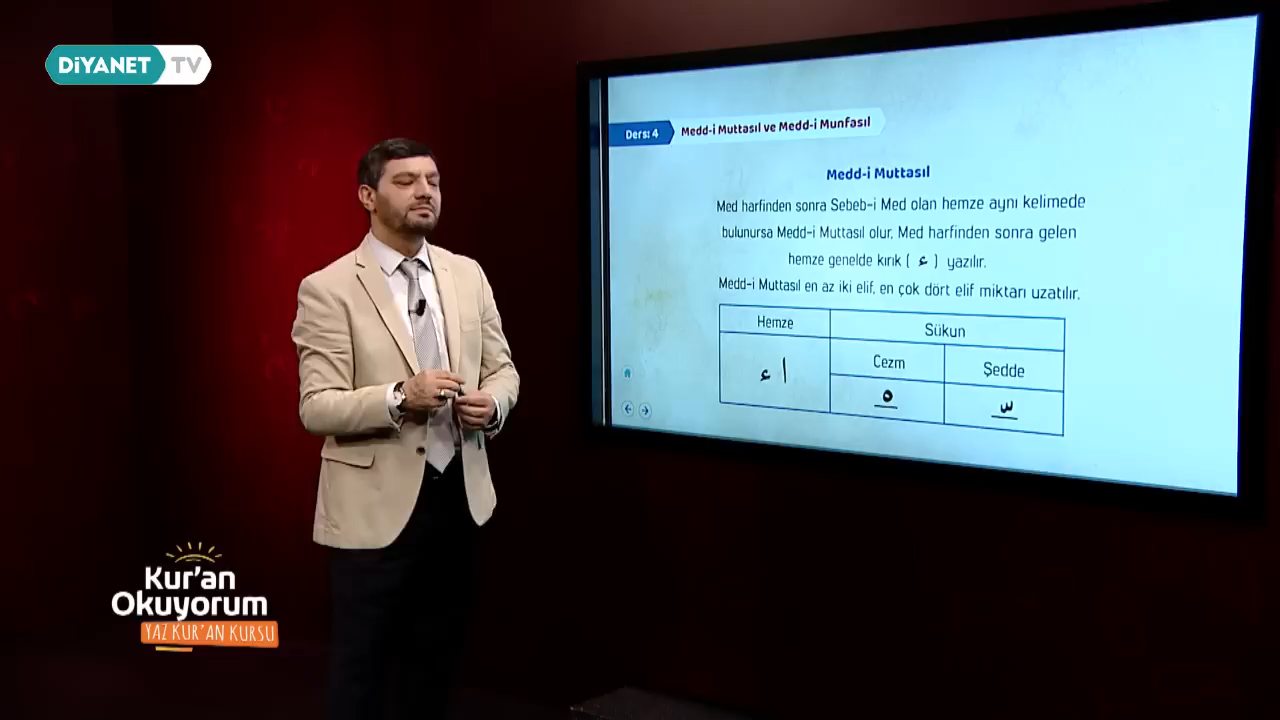 DİYANET TV
Ders: 4 Medd-i Muttasıl ve Medd-i Munfasıl
Medd-i Muttasıl
Med harfinden sonra Sebeb-i Med olan hemze aynı kelimede
bulunursa Medd-i Muttasıl olur. Med harfinden sonra gelen
hemze genelde kırık ( ء ) yazılır.
Medd-i Muttasıl en az iki elif, en çok dört elif miktarı uzatılır.
Hemze Sükun
Cezm Şedde
ا ء
Kur'an
Okuyorum
YAZ KUR'AN KURSU